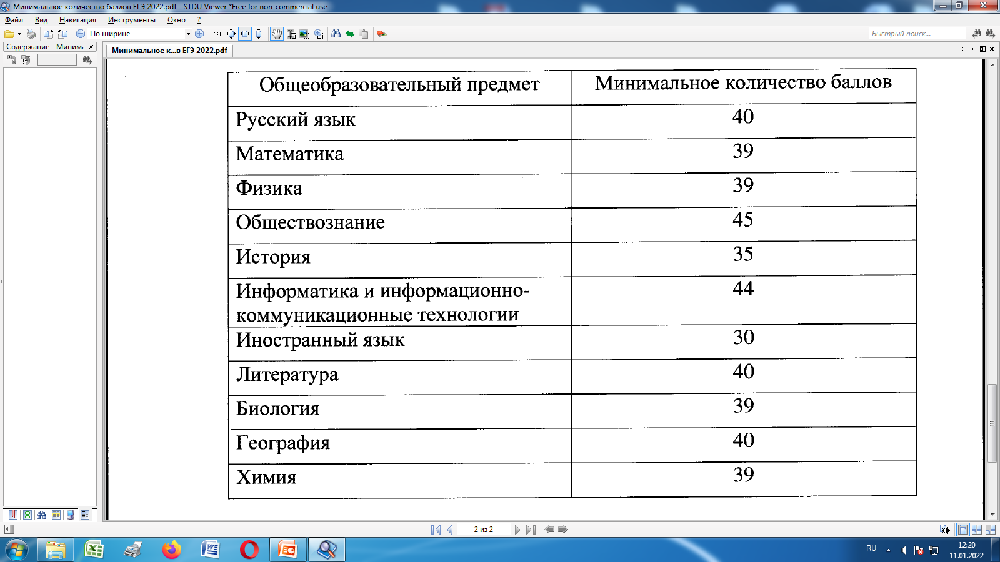 Минимальное количество баллов ЕГЭ 2022.pdf - STDU Viewer *Free for non-commercial use
Файл Вид Навигация Инструменты Окно ?
По ширине 1:1 Быстрый поиск...
Содержание - Минима
Минимальное к...в ЕГЭ 2022.pdf
Общеобразовательный предмет Минимальное количество баллов
Русский язык 40
Математика 39
Физика 39
Обществознание 45
История 35
Информатика и информационно- 44
коммуникационные технологии
Иностранный язык 30
Литература 40
Биология 39
География 40
Химия 39
2 из 2
RU 12:20
11.01.2022